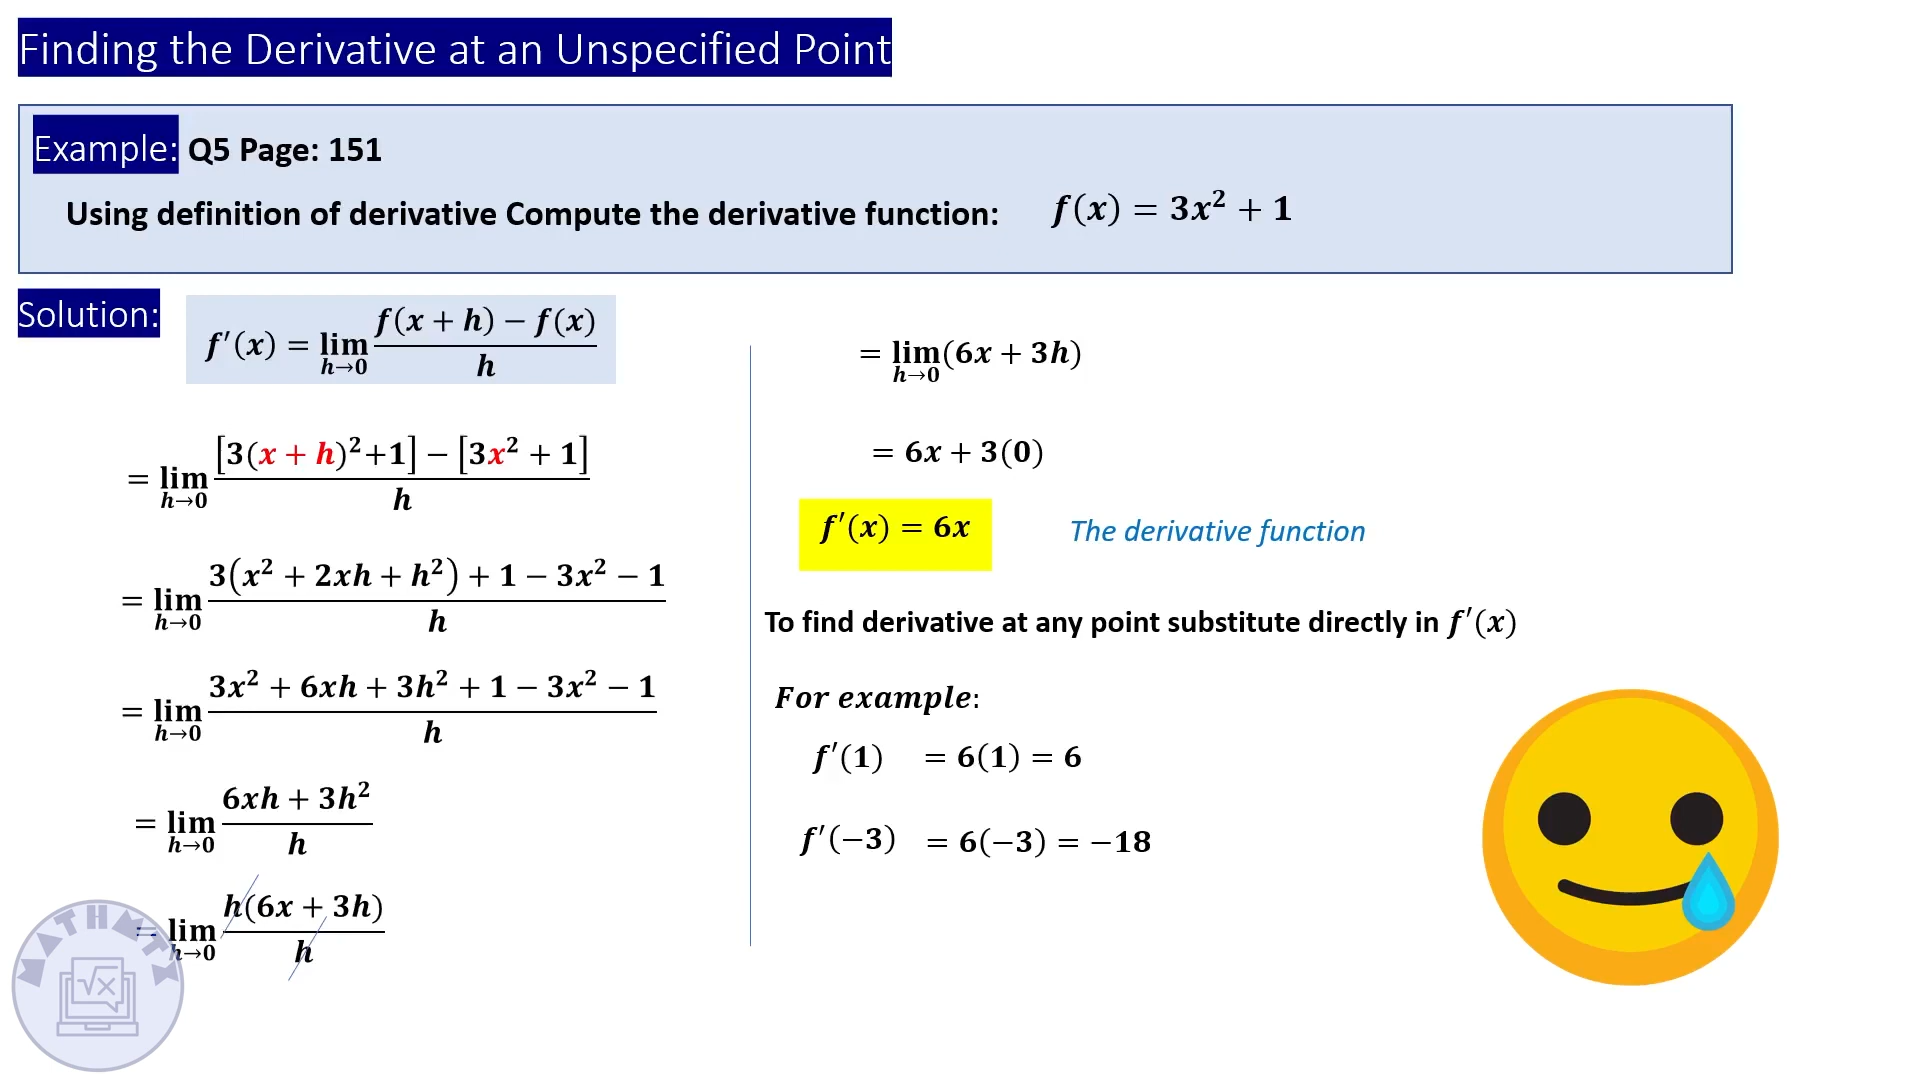 Finding the Derivative at an Unspecified Point
Example: Q5 Page: 151
Using definition of derivative Compute the derivative function: f(x) = 3x² + 1
Solution:
f′(x) = lim h→0 f(x + h) − f(x) / h
= lim h→0 [3(x + h)²+1] − [3x² + 1] / h
= lim h→0 3(x² + 2xh + h²) + 1 − 3x² − 1 / h
= lim h→0 3x² + 6xh + 3h² + 1 − 3x² − 1 / h
= lim h→0 6xh + 3h² / h
= lim h→0 h(6x + 3h) / h
= lim h→0 (6x + 3h)
= 6x + 3(0)
f′(x) = 6x The derivative function
To find derivative at any point substitute directly in f′(x)
For example:
f′(1) = 6(1) = 6
f′(−3) = 6(−3) = −18